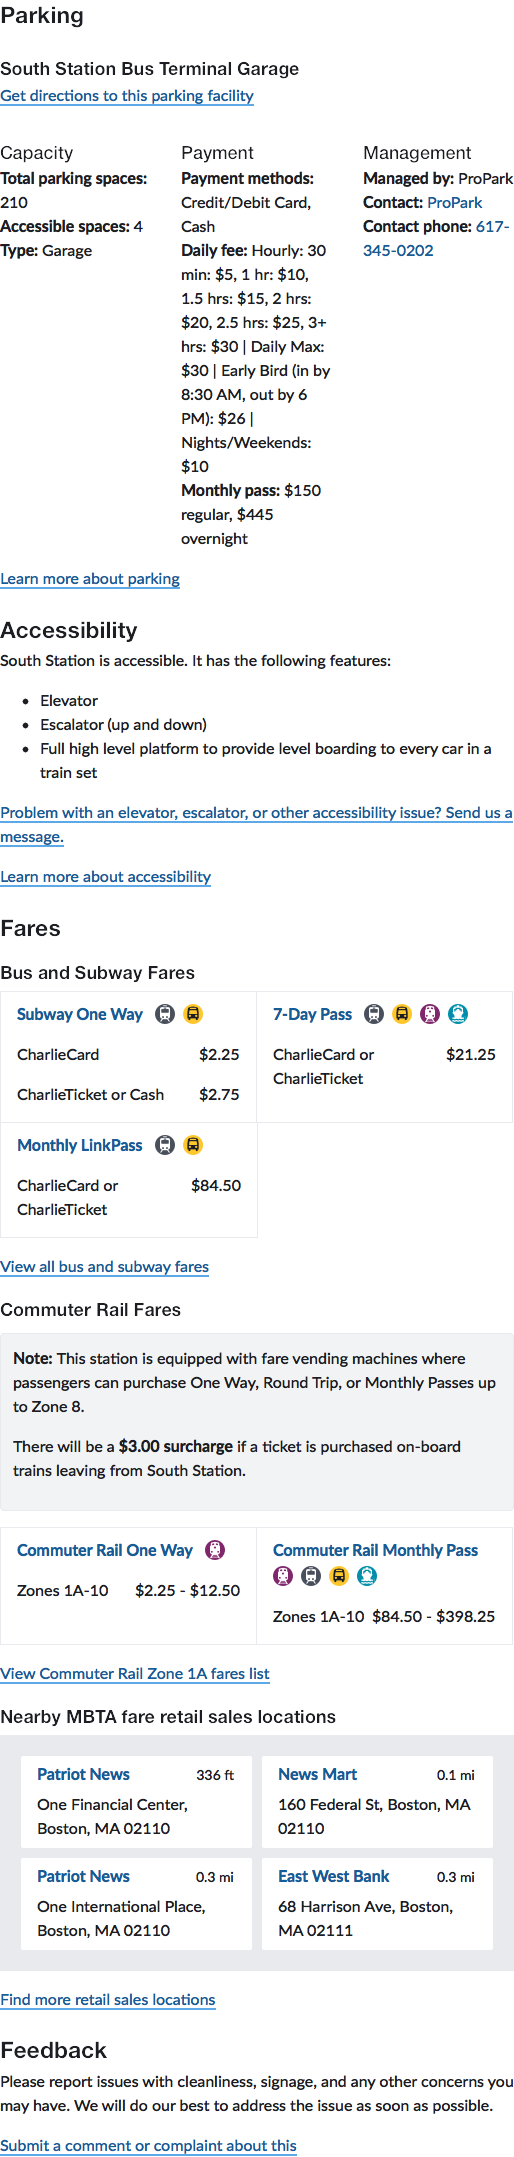 Parking
South Station Bus Terminal Garage
Get directions to this parking facility
Capacity
Total parking spaces:
210
Accessible spaces: 4
Type: Garage
Payment
Payment methods:
Credit/Debit Card,
Cash
Daily fee: Hourly: 30
min: $5, 1 hr: $10,
1.5 hrs: $15, 2 hrs:
$20, 2.5 hrs: $25, 3+
hrs: $30 | Daily Max:
$30 | Early Bird (in by
8:30 AM, out by 6
PM): $26 |
Nights/Weekends:
$10
Monthly pass: $150
regular, $445
overnight
Management
Managed by: ProPark
Contact: ProPark
Contact phone: 617-
345-0202
Learn more about parking
Accessibility
South Station is accessible. It has the following features:
• Elevator
• Escalator (up and down)
• Full high level platform to provide level boarding to every car in a
train set
Problem with an elevator, escalator, or other accessibility issue? Send us a
message.
Learn more about accessibility
Fares
Bus and Subway Fares
Subway One Way
CharlieCard $2.25
CharlieTicket or Cash $2.75
7-Day Pass
CharlieCard or $21.25
CharlieTicket
Monthly LinkPass
CharlieCard or $84.50
CharlieTicket
View all bus and subway fares
Commuter Rail Fares
Note: This station is equipped with fare vending machines where
passengers can purchase One Way, Round Trip, or Monthly Passes up
to Zone 8.
There will be a $3.00 surcharge if a ticket is purchased on-board
trains leaving from South Station.
Commuter Rail One Way
Zones 1A-10 $2.25 - $12.50
Commuter Rail Monthly Pass
Zones 1A-10 $84.50 - $398.25
View Commuter Rail Zone 1A fares list
Nearby MBTA fare retail sales locations
Patriot News 336 ft
One Financial Center,
Boston, MA 02110
News Mart 0.1 mi
160 Federal St, Boston, MA
02110
Patriot News 0.3 mi
One International Place,
Boston, MA 02110
East West Bank 0.3 mi
68 Harrison Ave, Boston,
MA 02111
Find more retail sales locations
Feedback
Please report issues with cleanliness, signage, and any other concerns you
may have. We will do our best to address the issue as soon as possible.
Submit a comment or complaint about this